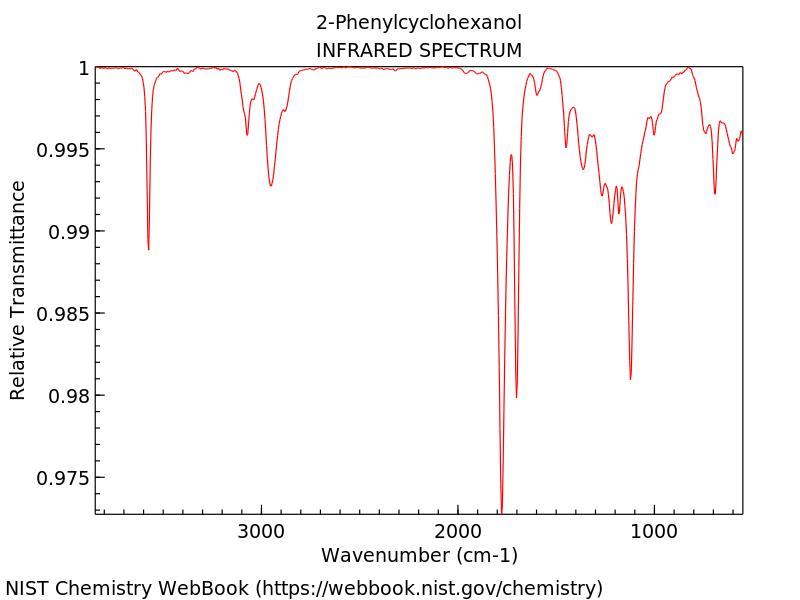 2-Phenylcyclohexanol
INFRARED SPECTRUM
1
0.995
0.99
0.985
0.98
0.975
Relative Transmittance
3000
2000
1000
Wavenumber (cm-1)
NIST Chemistry WebBook (https://webbook.nist.gov/chemistry)